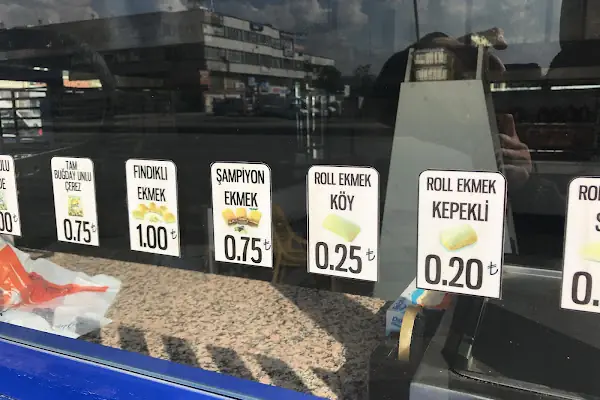 TAM
BUĞDAY UNLU
ÇEREZ
0.75 ₺
FINDIKLI
EKMEK
1.00 ₺
ŞAMPİYON
EKMEK
0.75 ₺
ROLL EKMEK
KÖY
0.25 ₺
ROLL EKMEK
KEPEKLİ
0.20 ₺